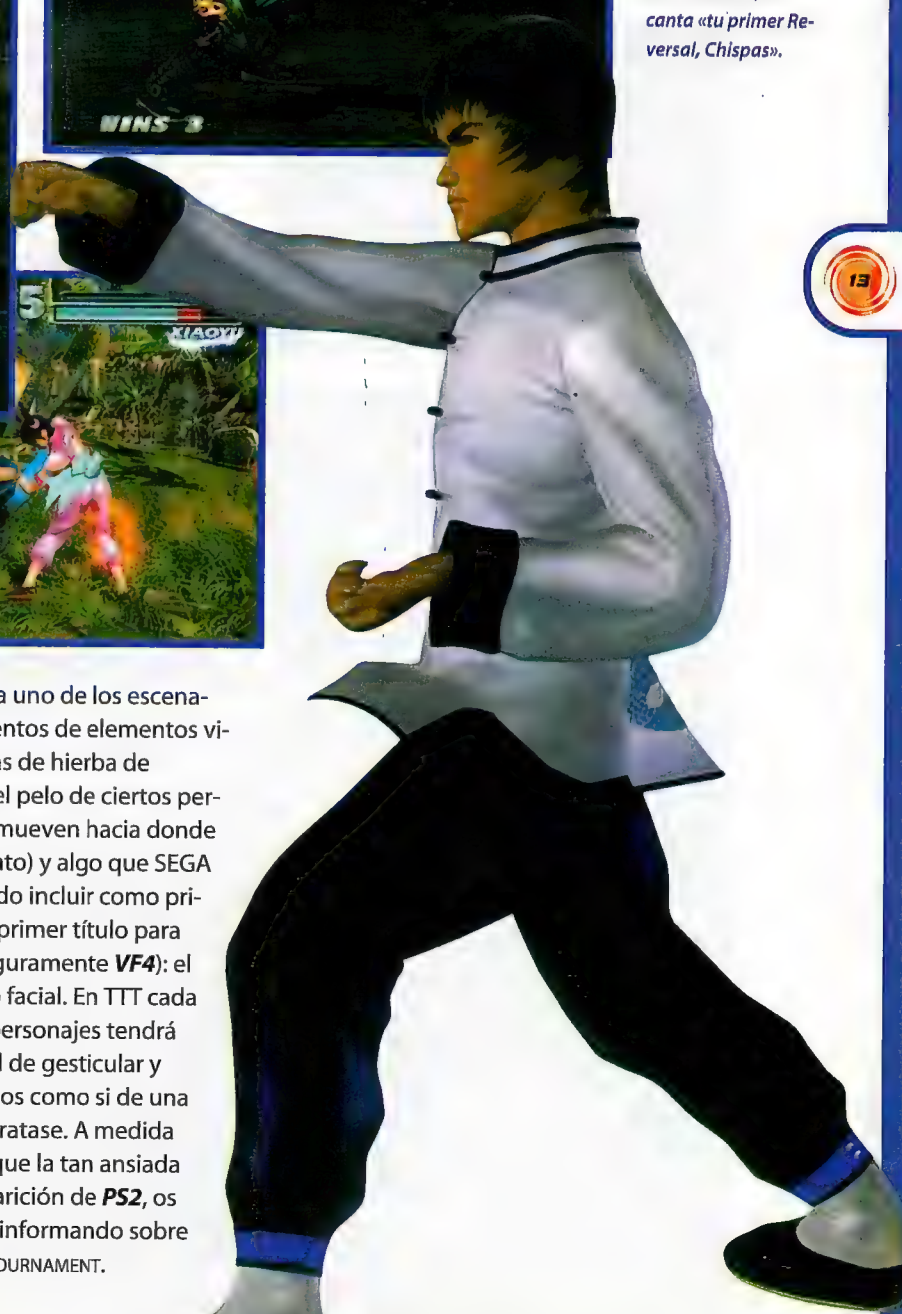 canta «tu primer Re-
versal, Chispas».
WINS 3
13
5
XIAOYU
a uno de los escena-
entos de elementos vi-
as de hierba de
el pelo de ciertos per-
mueven hacia donde
nto) y algo que SEGA
do incluir como pri-
primer título para
guramente VF4): el
facial. En TTT cada
personajes tendrá
d de gesticular y
os como si de una
ratase. A medida
que la tan ansiada
arición de PS2, os
informando sobre
OURNAMENT.